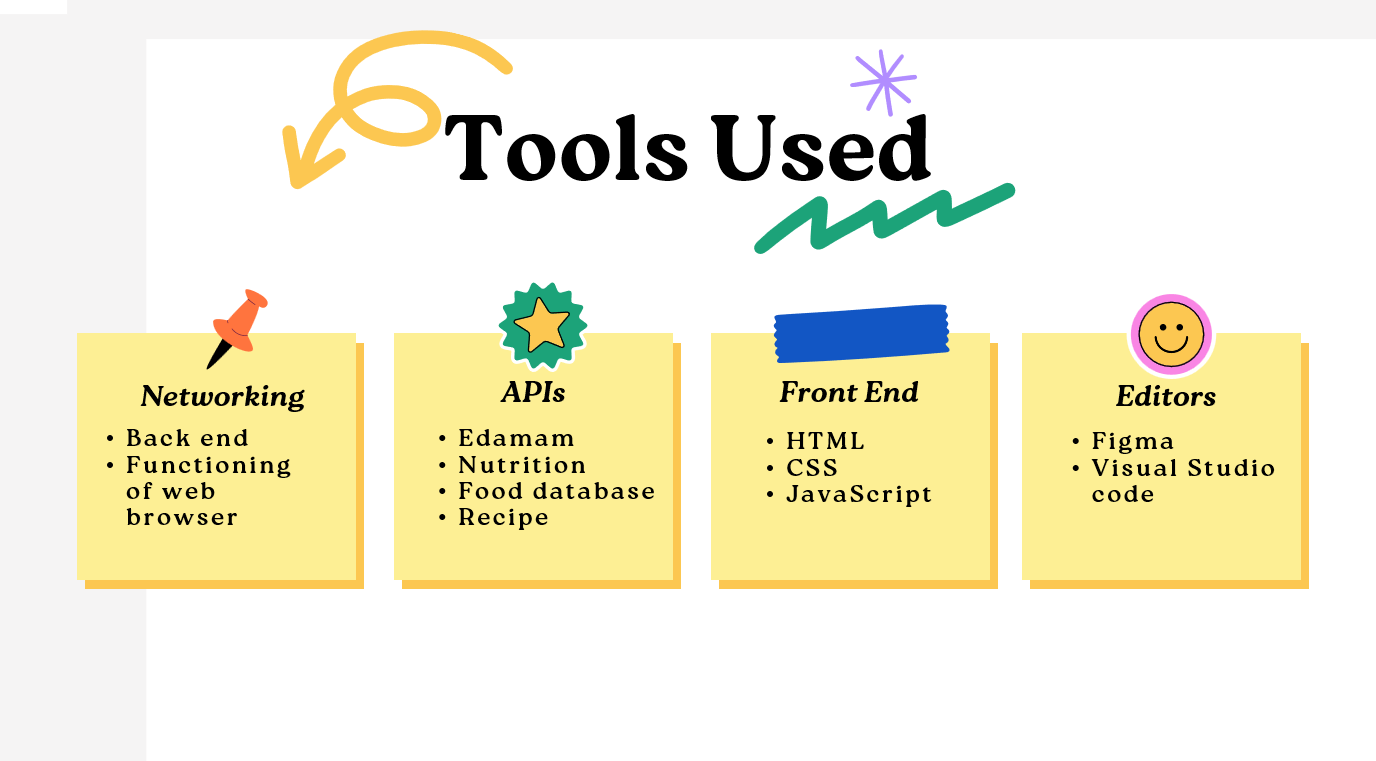 Tools Used
Networking
• Back end
• Functioning
of web
browser
APIs
• Edamam
• Nutrition
• Food database
• Recipe
Front End
• HTML
• CSS
• JavaScript
Editors
• Figma
• Visual Studio
code